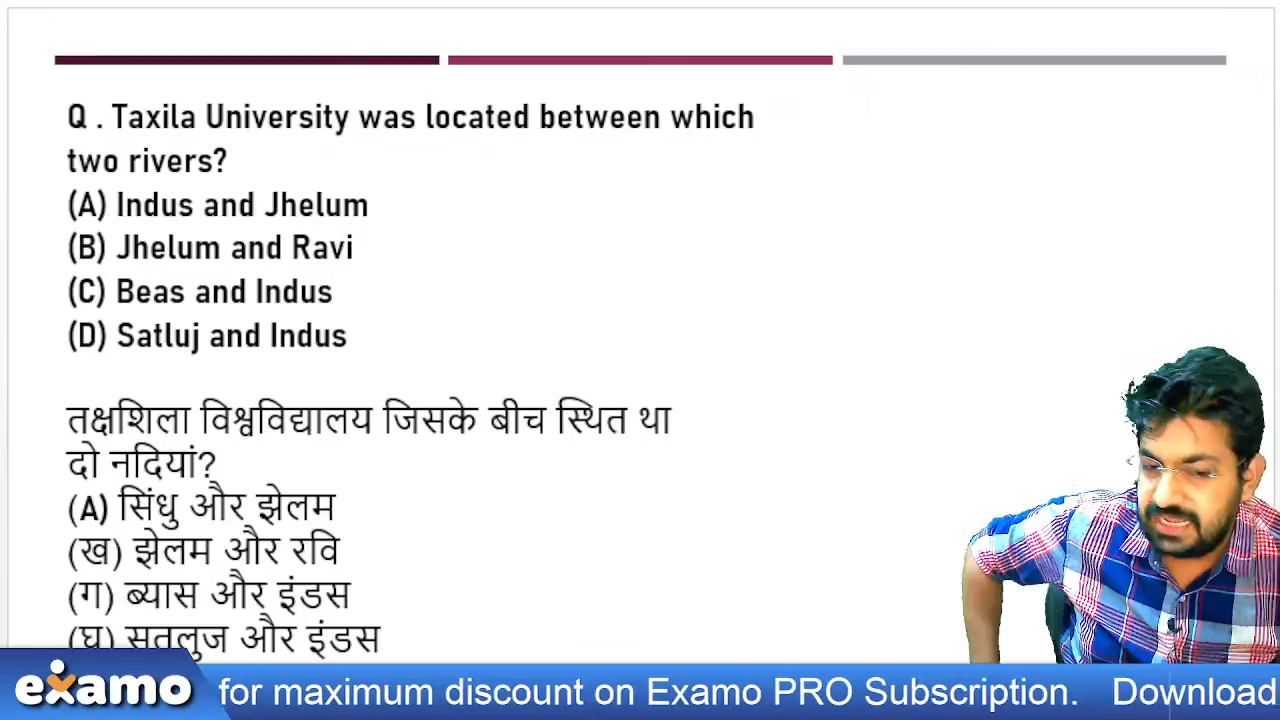 Q . Taxila University was located between which
two rivers?
(A) Indus and Jhelum
(B) Jhelum and Ravi
(C) Beas and Indus
(D) Satluj and Indus
तक्षशिला विश्वविद्यालय जिसके बीच स्थित था
दो नदियां?
(A) सिंधु और झेलम
(ख) झेलम और रवि
(ग) ब्यास और इंडस
(घ) सतलुज और इंडस
examo for maximum discount on Examo PRO Subscription. Download